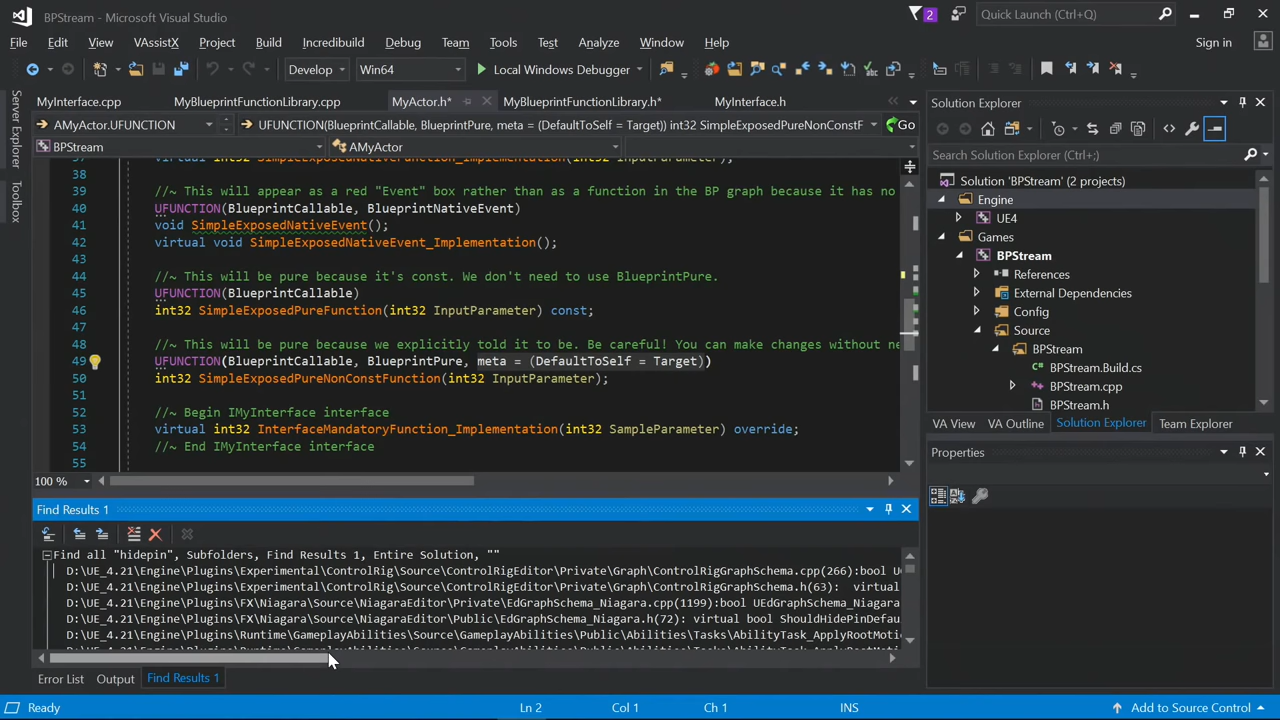 BPStream - Microsoft Visual Studio
2
Quick Launch (Ctrl+Q)
File Edit View VAssistX Project Build Incredibuild Debug Team Tools Test Analyze Window Help
Sign in
Develop Win64 Local Windows Debugger
Server Explorer
Toolbox
MyInterface.cpp MyBlueprintFunctionLibrary.cpp MyActor.h* MyBlueprintFunctionLibrary.h* MyInterface.h
AMyActor.UFUNCTION UFUNCTION(BlueprintCallable, BlueprintPure, meta = (DefaultToSelf = Target)) int32 SimpleExposedPureNonConstF Go
BPStream AMyActor
37 virtual int32 SimpleExposedNativeFunction_Implementation(int32 InputParameter);
38
39 //~ This will appear as a red "Event" box rather than as a function in the BP graph because it has no
40 UFUNCTION(BlueprintCallable, BlueprintNativeEvent)
41 void SimpleExposedNativeEvent();
42 virtual void SimpleExposedNativeEvent_Implementation();
43
44 //~ This will be pure because it's const. We don't need to use BlueprintPure.
45 UFUNCTION(BlueprintCallable)
46 int32 SimpleExposedPureFunction(int32 InputParameter) const;
47
48 //~ This will be pure because we explicitly told it to be. Be careful! You can make changes without ne
49 UFUNCTION(BlueprintCallable, BlueprintPure, meta = (DefaultToSelf = Target))
50 int32 SimpleExposedPureNonConstFunction(int32 InputParameter);
51
52 //~ Begin IMyInterface interface
53 virtual int32 InterfaceMandatoryFunction_Implementation(int32 SampleParameter) override;
54 //~ End IMyInterface interface
55
100 %
Find Results 1
Find all "hidepin", Subfolders, Find Results 1, Entire Solution, ""
D:\UE_4.21\Engine\Plugins\Experimental\ControlRig\Source\ControlRigEditor\Private\Graph\ControlRigGraphSchema.cpp(266):bool UC
D:\UE_4.21\Engine\Plugins\Experimental\ControlRig\Source\ControlRigEditor\Private\Graph\ControlRigGraphSchema.h(63): virtual
D:\UE_4.21\Engine\Plugins\FX\Niagara\Source\NiagaraEditor\Private\EdGraphSchema_Niagara.cpp(1199):bool UEdGraphSchema_Niagara
D:\UE_4.21\Engine\Plugins\FX\Niagara\Source\NiagaraEditor\Public\EdGraphSchema_Niagara.h(72): virtual bool ShouldHidePinDefau
D:\UE_4.21\Engine\Plugins\Runtime\GameplayAbilities\Source\GameplayAbilities\Public\Abilities\Tasks\AbilityTask_ApplyRootMotio
Error List Output Find Results 1
Solution Explorer
Search Solution Explorer (Ctrl+;)
Solution 'BPStream' (2 projects)
Engine
UE4
Games
BPStream
References
External Dependencies
Config
Source
BPStream
BPStream.Build.cs
BPStream.cpp
BPStream.h
VA View VA Outline Solution Explorer Team Explorer
Properties
Ready Ln 2 Col 1 Ch 1 INS Add to Source Control